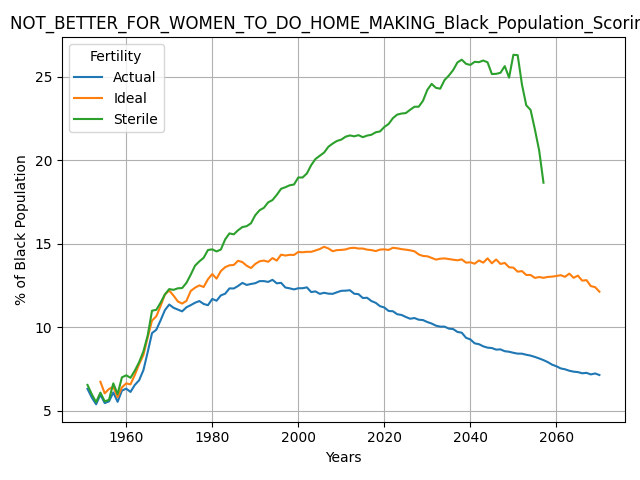 NOT_BETTER_FOR_WOMEN_TO_DO_HOME_MAKING_Black_Population_Scorin
Fertility
Actual
Ideal
Sterile
% of Black Population
25
20
15
10
5
1960 1980 2000 2020 2040 2060
Years